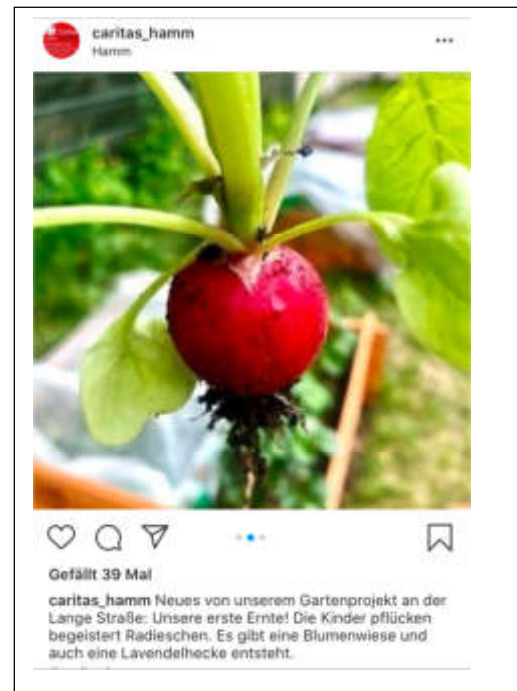 caritas_hamm
Hamm
Gefällt 39 Mal
caritas_hamm Neues von unserem Gartenprojekt an der
Lange Straße: Unsere erste Ernte! Die Kinder pflücken
begeistert Radieschen. Es gibt eine Blumenwiese und
auch eine Lavendelhecke entsteht.